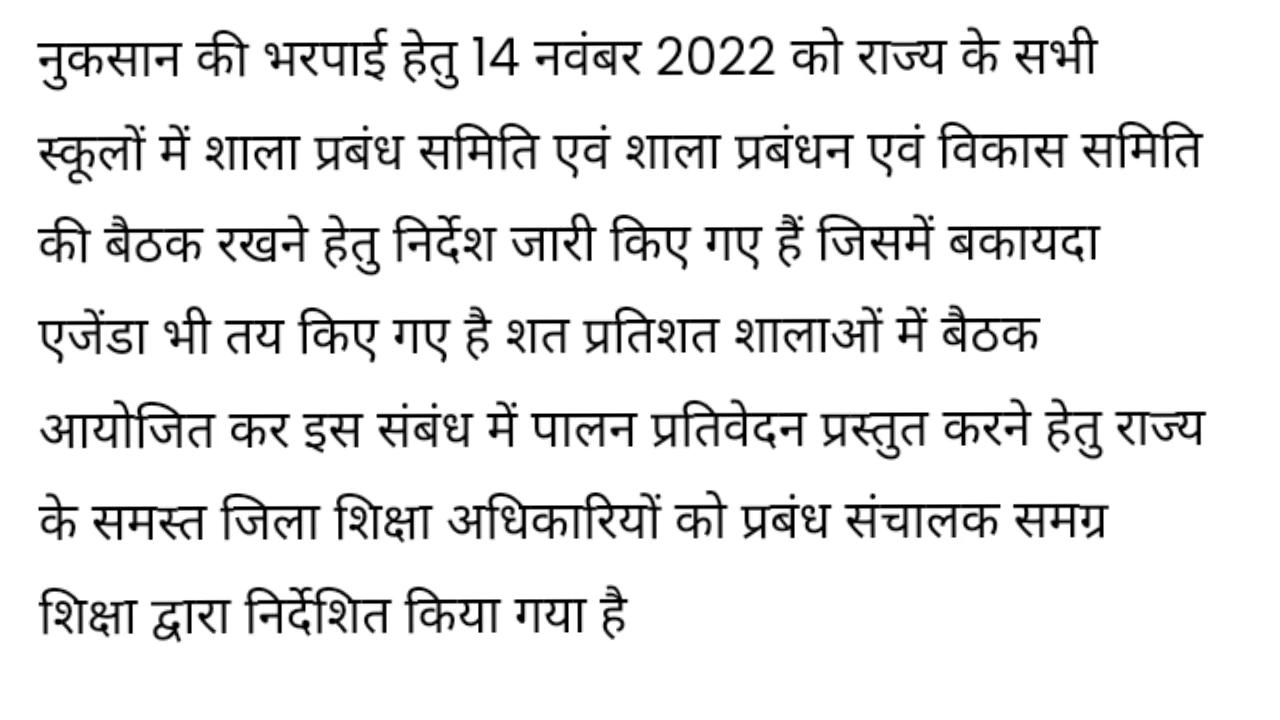 नुकसान की भरपाई हेतु 14 नवंबर 2022 को राज्य के सभी
स्कूलों में शाला प्रबंध समिति एवं शाला प्रबंधन एवं विकास समिति
की बैठक रखने हेतु निर्देश जारी किए गए हैं जिसमें बकायदा
एजेंडा भी तय किए गए है शत प्रतिशत शालाओं में बैठक
आयोजित कर इस संबंध में पालन प्रतिवेदन प्रस्तुत करने हेतु राज्य
के समस्त जिला शिक्षा अधिकारियों को प्रबंध संचालक समग्र
शिक्षा द्वारा निर्देशित किया गया है